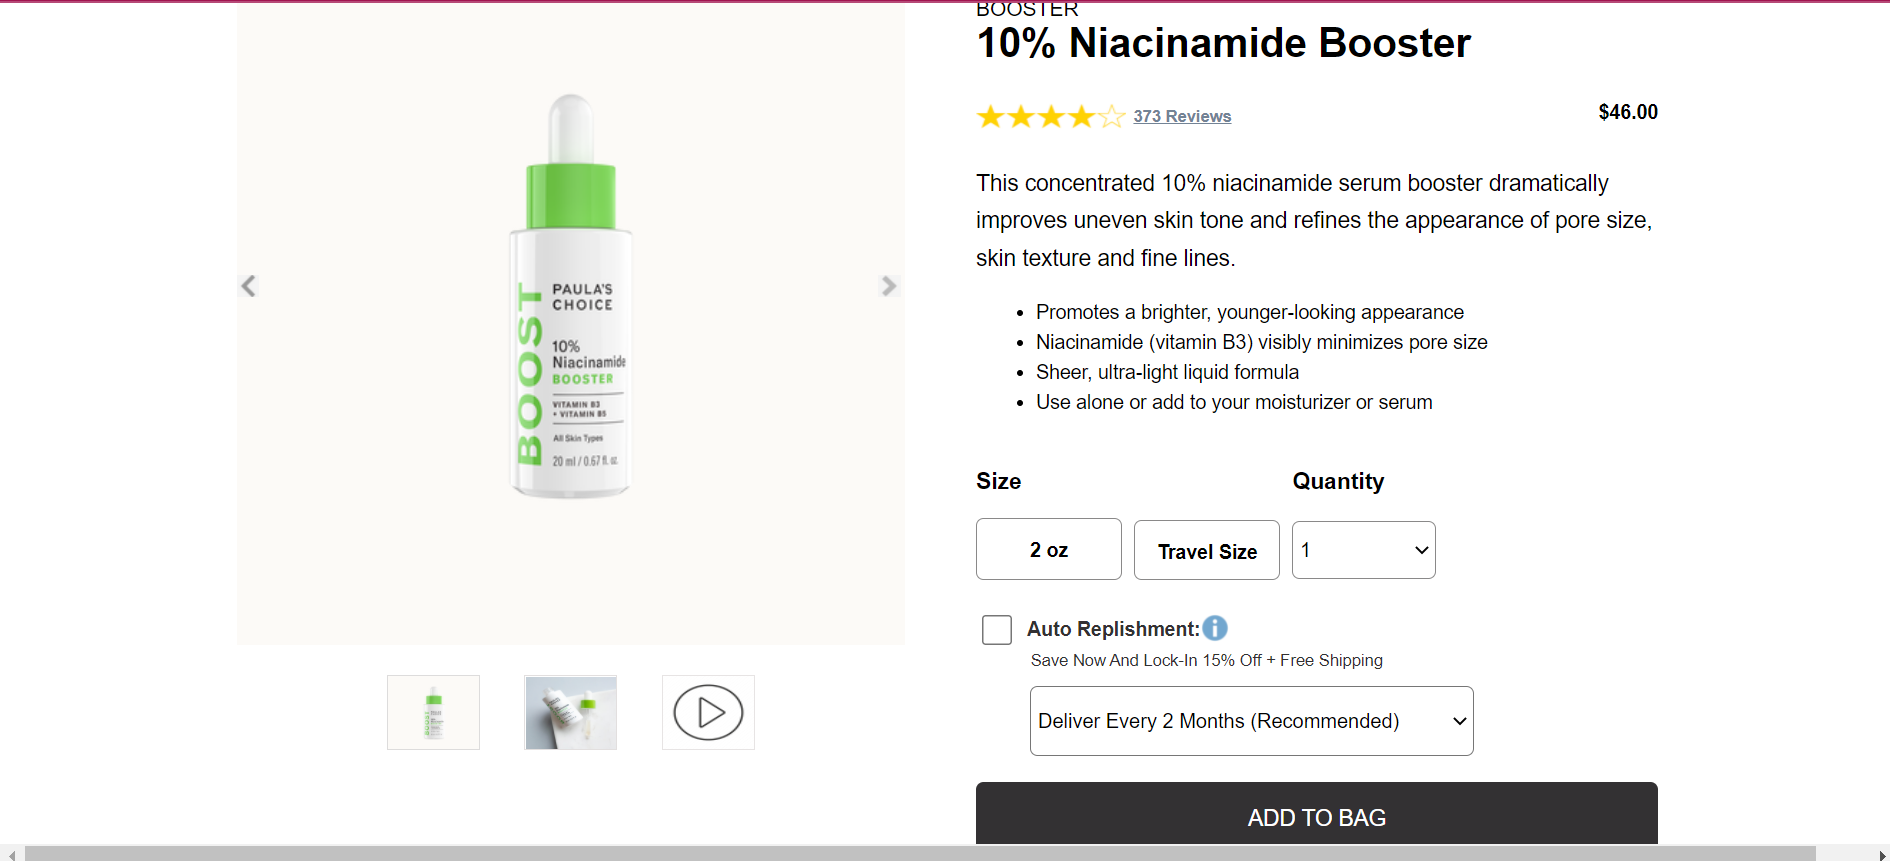 BOOSTER
10% Niacinamide Booster
373 Reviews
$46.00
This concentrated 10% niacinamide serum booster dramatically
improves uneven skin tone and refines the appearance of pore size,
skin texture and fine lines.
Promotes a brighter, younger-looking appearance
Niacinamide (vitamin B3) visibly minimizes pore size
Sheer, ultra-light liquid formula
Use alone or add to your moisturizer or serum
Size
Quantity
2 oz
Travel Size
1
Auto Replishment:
Save Now And Lock-In 15% Off + Free Shipping
Deliver Every 2 Months (Recommended)
ADD TO BAG
BOOST
PAULA'S
CHOICE
10%
Niacinamide
BOOSTER
VITAMIN B3
+ VITAMIN B5
All Skin Types
20 ml / 0.67 fl. oz.